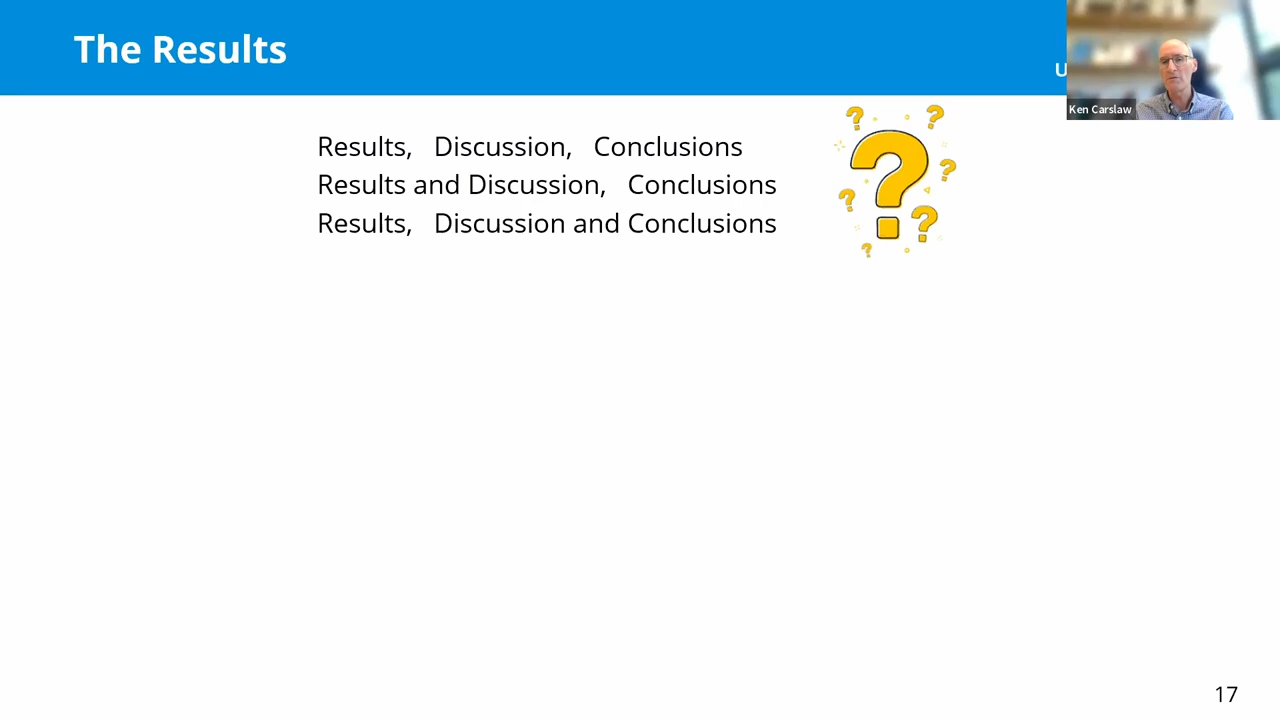 The Results
U
Ken Carslaw
Results, Discussion, Conclusions
Results and Discussion, Conclusions
Results, Discussion and Conclusions
17